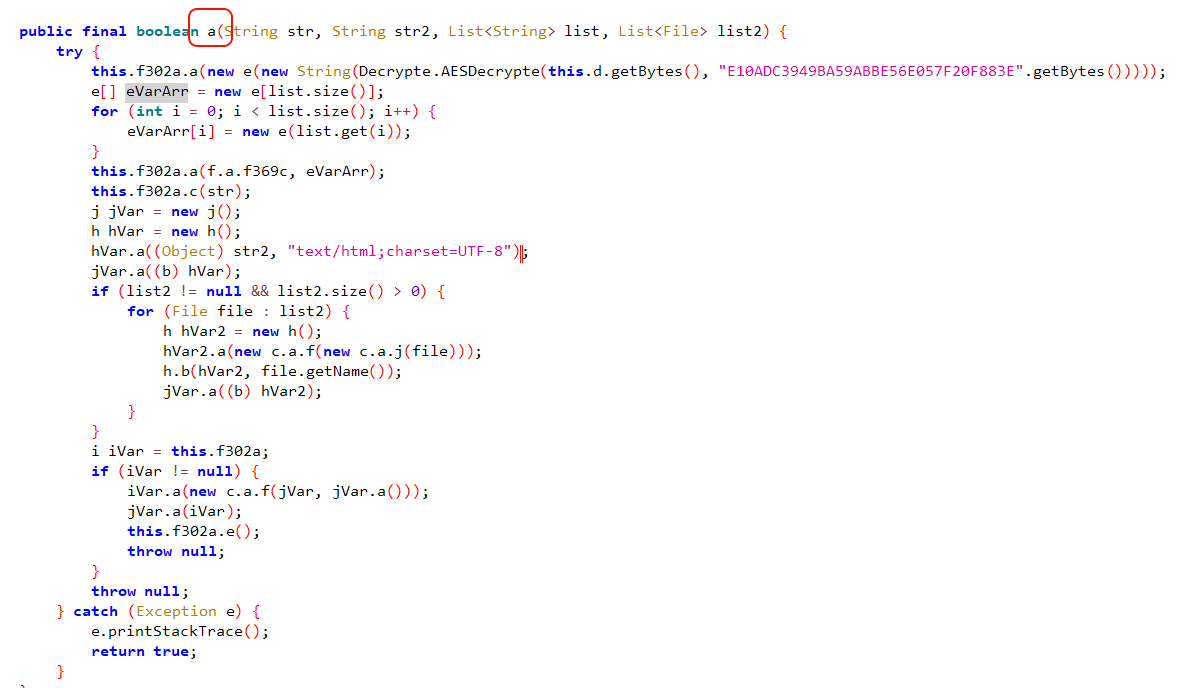 public final boolean a(String str, String str2, List<String> list, List<File> list2) {
try {
this.f302a.a(new e(new String(Decrypte.AESDecrypte(this.d.getBytes(), "E10ADC3949BA59ABBE56E057F20F883E".getBytes()))));
e[] eVarArr = new e[list.size()];
for (int i = 0; i < list.size(); i++) {
eVarArr[i] = new e(list.get(i));
}
this.f302a.a(f.a.f369c, eVarArr);
this.f302a.c(str);
j jVar = new j();
h hVar = new h();
hVar.a((Object) str2, "text/html;charset=UTF-8");
jVar.a((b) hVar);
if (list2 != null && list2.size() > 0) {
for (File file : list2) {
h hVar2 = new h();
hVar2.a(new c.a.f(new c.a.j(file)));
h.b(hVar2, file.getName());
jVar.a((b) hVar2);
}
}
i iVar = this.f302a;
if (iVar != null) {
iVar.a(new c.a.f(jVar, jVar.a()));
jVar.a(iVar);
this.f302a.e();
throw null;
}
throw null;
} catch (Exception e) {
e.printStackTrace();
return true;
}